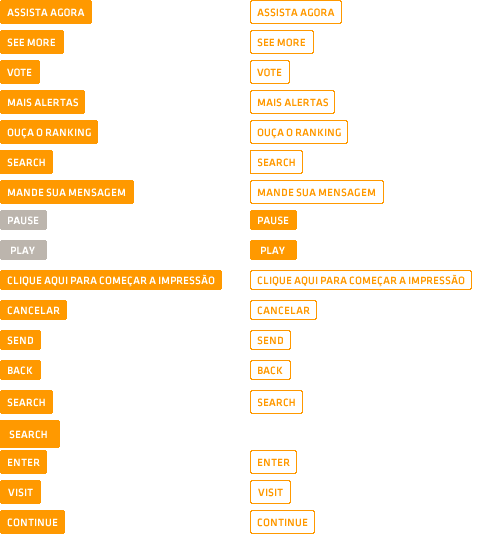 ASSISTA AGORA ASSISTA AGORA
SEE MORE SEE MORE
VOTE VOTE
MAIS ALERTAS MAIS ALERTAS
OUÇA O RANKING OUÇA O RANKING
SEARCH SEARCH
MANDE SUA MENSAGEM MANDE SUA MENSAGEM
PAUSE PAUSE
PLAY PLAY
CLIQUE AQUI PARA COMEÇAR A IMPRESSÃO CLIQUE AQUI PARA COMEÇAR A IMPRESSÃO
CANCELAR CANCELAR
SEND SEND
BACK BACK
SEARCH SEARCH
SEARCH
ENTER ENTER
VISIT VISIT
CONTINUE CONTINUE